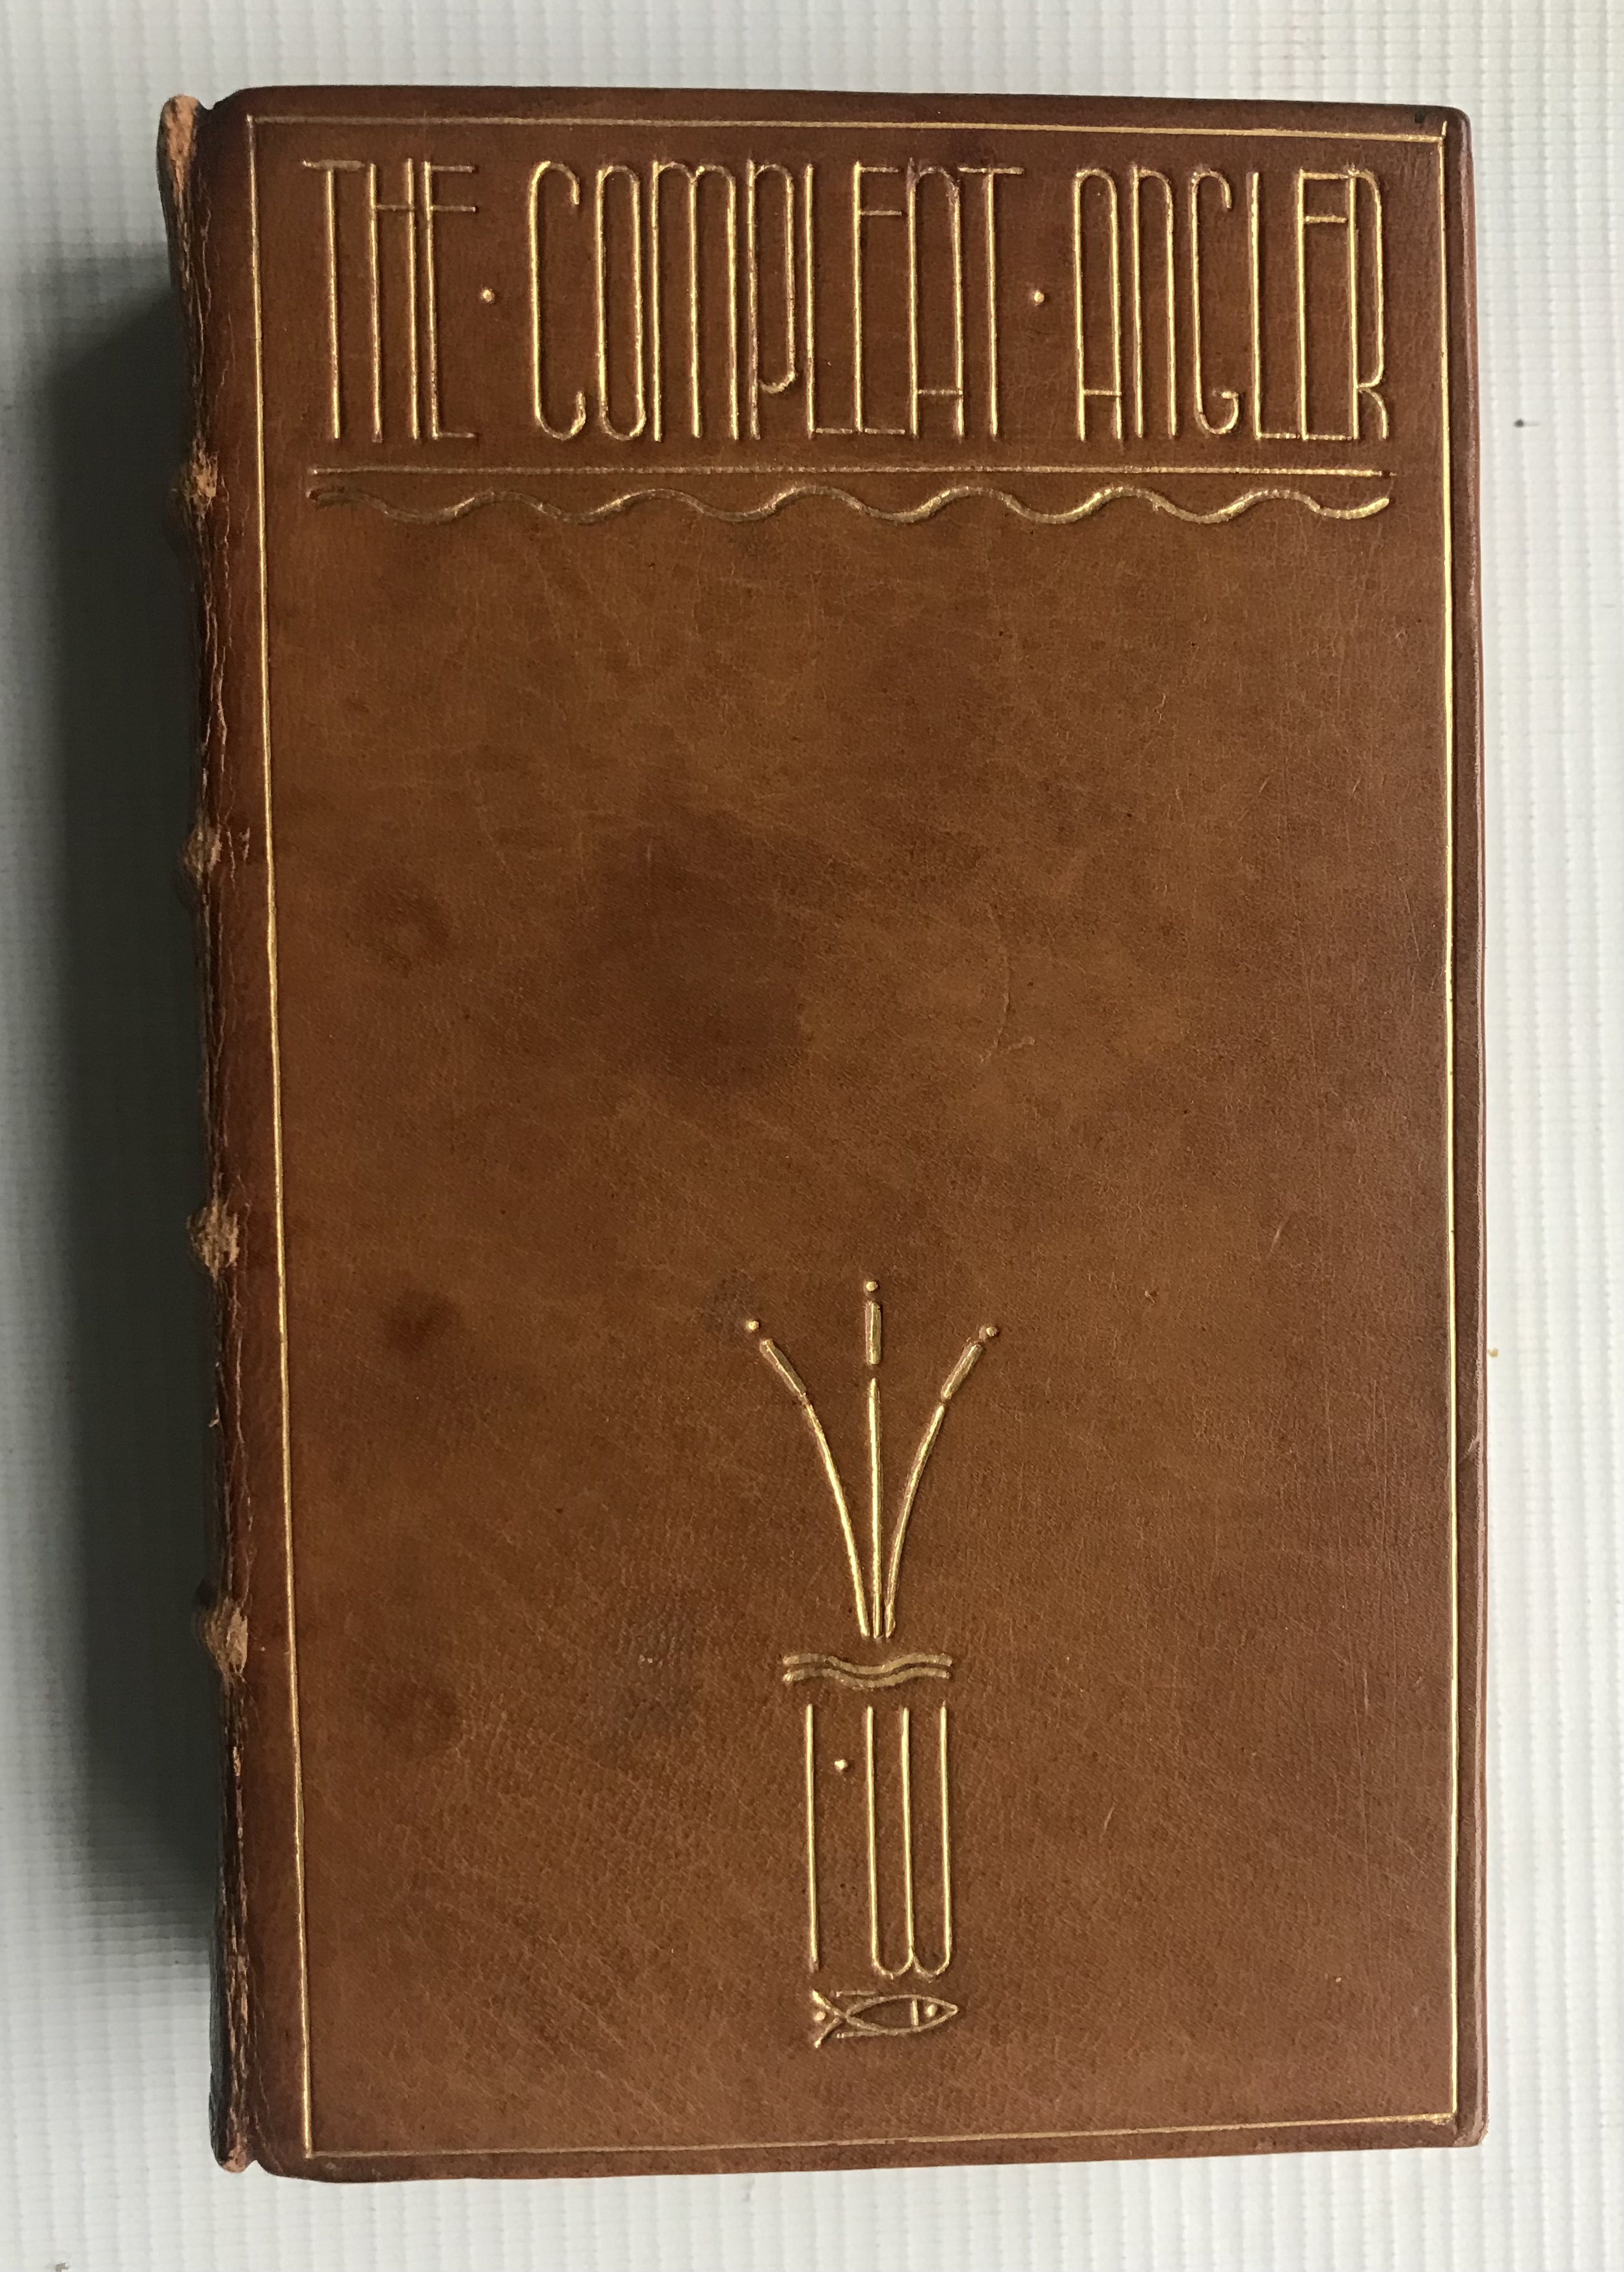 THE · COMPLEAT · ANGLER
I · W